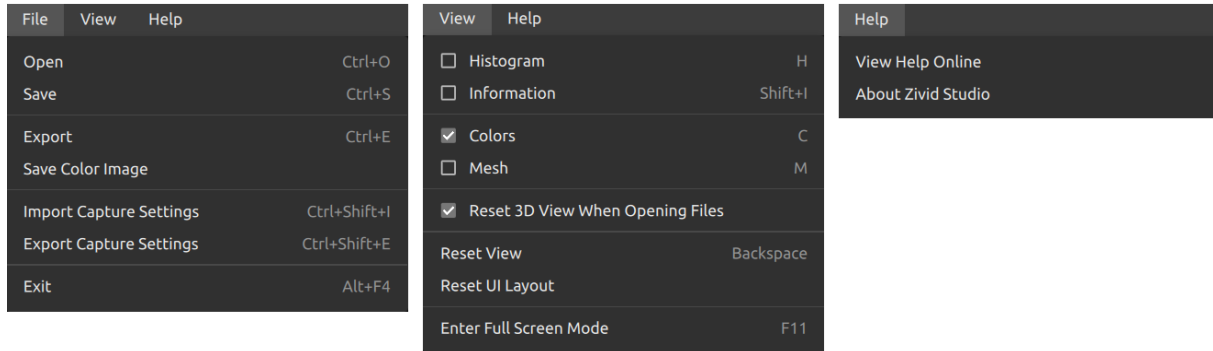 File View Help
Open Ctrl+O
Save Ctrl+S
Export Ctrl+E
Save Color Image
Import Capture Settings Ctrl+Shift+I
Export Capture Settings Ctrl+Shift+E
Exit Alt+F4
View Help
Histogram H
Information Shift+I
Colors C
Mesh M
Reset 3D View When Opening Files
Reset View Backspace
Reset UI Layout
Enter Full Screen Mode F11
Help
View Help Online
About Zivid Studio